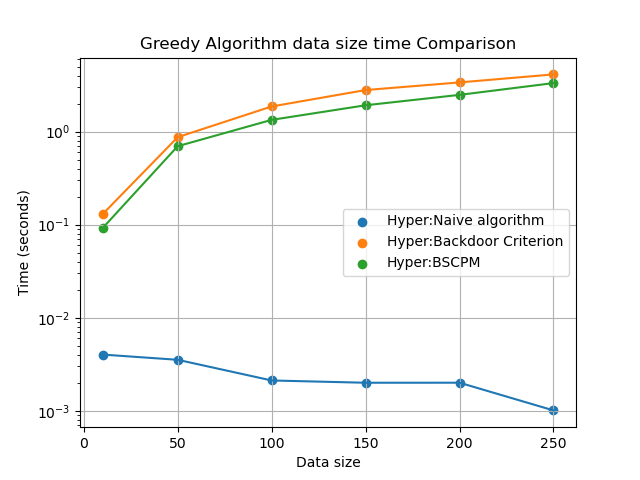 Greedy Algorithm data size time Comparison
Time (seconds)
10⁰
10⁻¹
10⁻²
10⁻³
Hyper:Naive algorithm
Hyper:Backdoor Criterion
Hyper:BSCPM
0 50 100 150 200 250
Data size